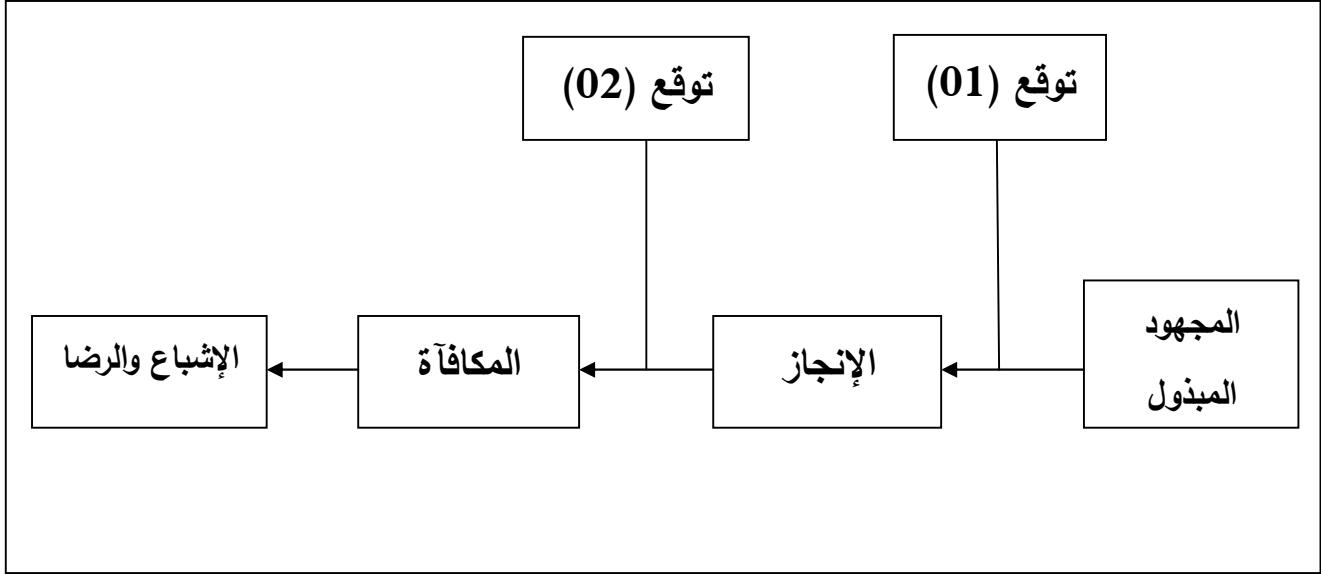 توقع (01)
توقع (02)
المجهود
المبذول
الإنجاز
المكافآة
الإشباع والرضا